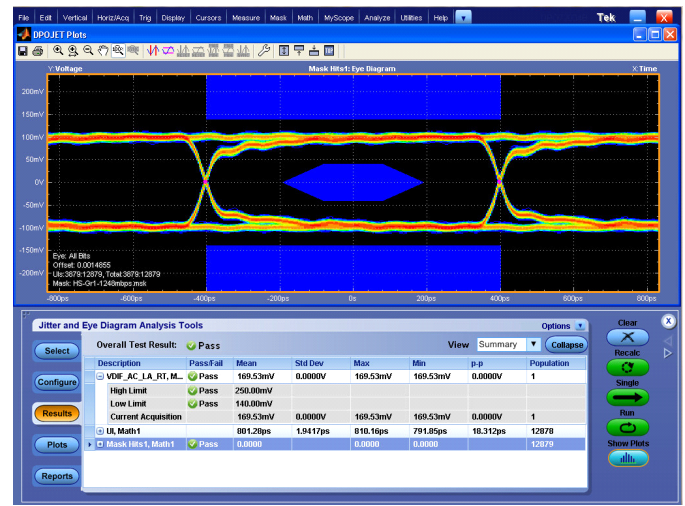 File Edit Vertical Horiz/Acq Trig Display Cursors Measure Mask Math MyScope Analyze Utilities Help Tek X
DPOJET Plots
Y:Voltage Mask Hits1: Eye Diagram X:Time
200mV
150mV
100mV
50mV
0V
-50mV
-100mV
-150mV
-200mV
Eye: All Bits
Offset: 0.0014855
UIs:3879:12879, Total:3879:12879
Mask: HS-Gr1-1248mbps.msk
-800ps -600ps -400ps -200ps 0s 200ps 400ps 600ps 800ps
Jitter and Eye Diagram Analysis Tools Options Clear X
Overall Test Result: Pass View Summary Collapse
Select Recalc
Description Pass/Fail Mean Std Dev Max Min p-p Population
VDIF_AC_LA_RT, M... Pass 169.53mV 0.0000V 169.53mV 169.53mV 0.0000V 1
Configure Single
High Limit Pass 250.00mV
Low Limit Pass 140.00mV
Results Current Acquisition 169.53mV 0.0000V 169.53mV 169.53mV 0.0000V 1 Run
UI, Math1 801.28ps 1.9417ps 810.16ps 791.85ps 18.312ps 12878
Plots Mask Hits1, Math1 Pass 0.0000 0.0000 0.0000 12879 Show Plots
Reports